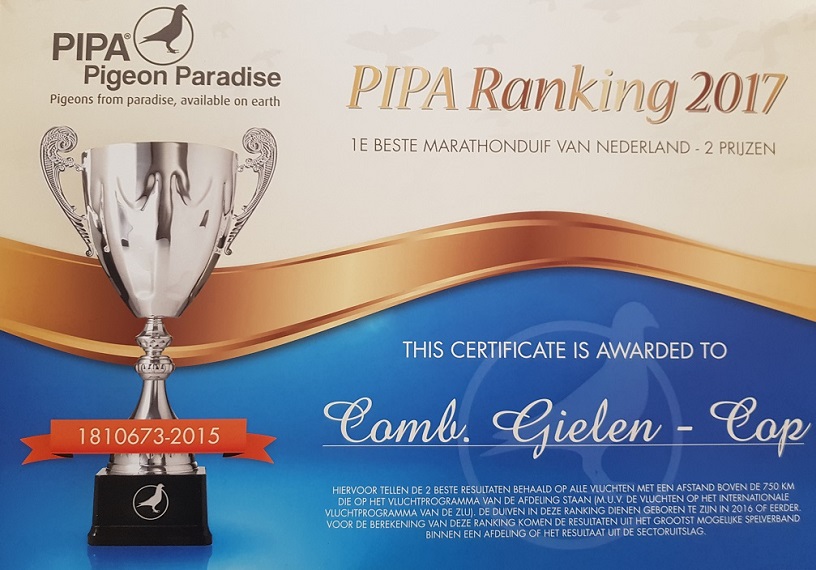 PIPA®
Pigeon Paradise
Pigeons from paradise, available on earth
PIPA Ranking 2017
1E BESTE MARATHONDUIF VAN NEDERLAND - 2 PRIJZEN
THIS CERTIFICATE IS AWARDED TO
Comb. Gielen - Cop
1810673-2015
HIERVOOR TELLEN DE 2 BESTE RESULTATEN BEHAALD OP ALLE VLUCHTEN MET EEN AFSTAND BOVEN DE 750 KM
DIE OP HET VLUCHTPROGRAMMA VAN DE AFDELING STAAN (M.U.V. DE VLUCHTEN OP HET INTERNATIONALE
VLUCHTPROGRAMMA VAN DE ZLU). DE DUIVEN IN DEZE RANKING DIENEN GEBOREN TE ZIJN IN 2016 OF EERDER.
VOOR DE BEREKENING VAN DEZE RANKING KOMEN DE RESULTATEN UIT HET GROOTST MOGELIJKE SPELVERBAND
BINNEN EEN AFDELING OF HET RESULTAAT UIT DE SECTORUITSLAG.